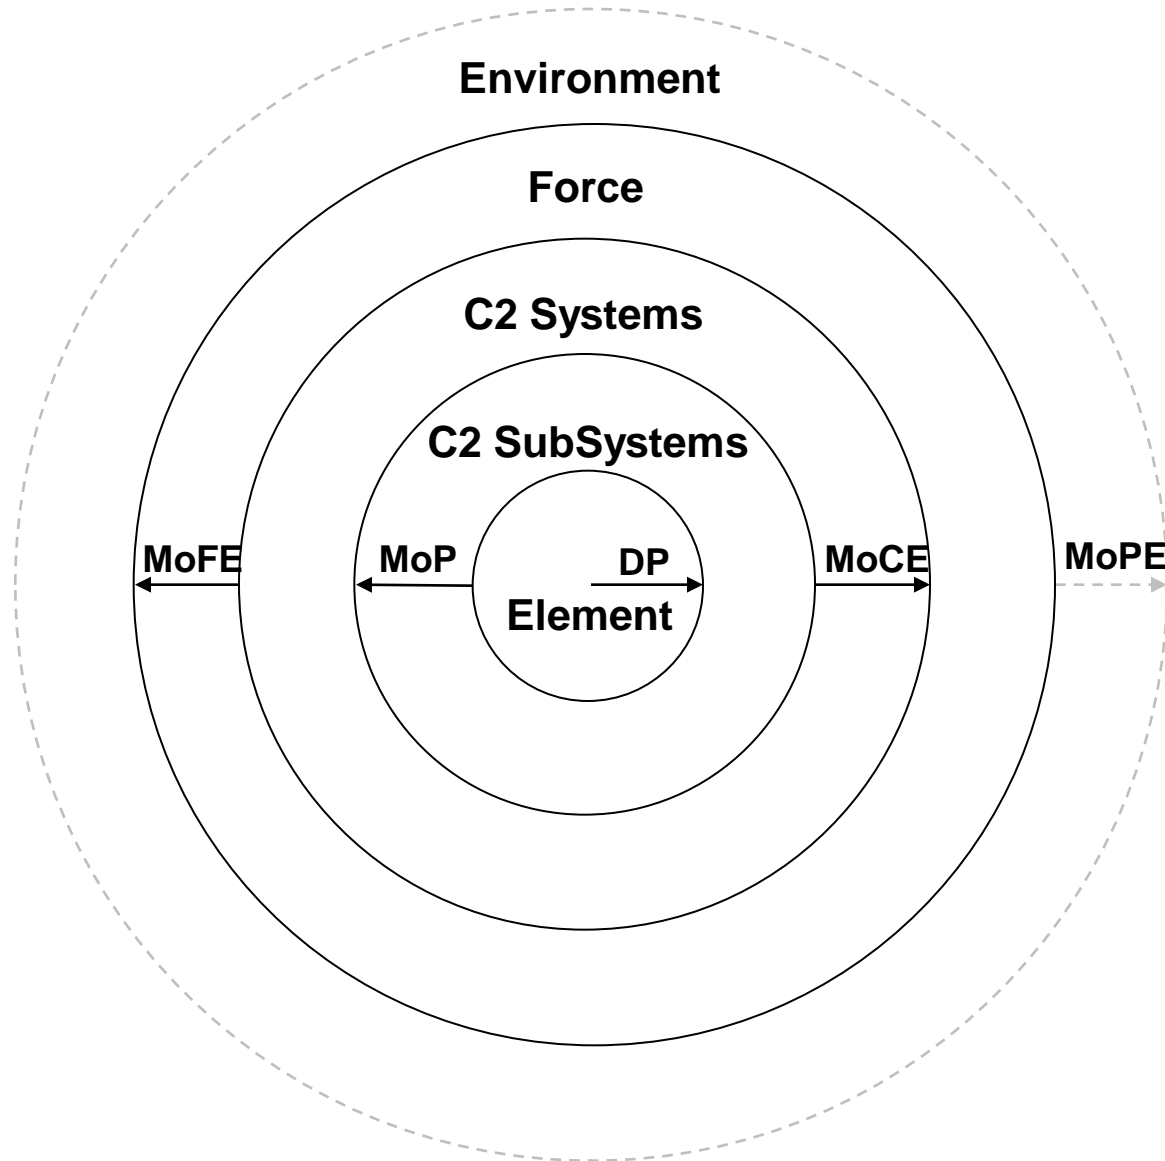 Environment
Force
C2 Systems
C2 SubSystems
MoFE
MoP
DP
MoCE
MoPE
Element